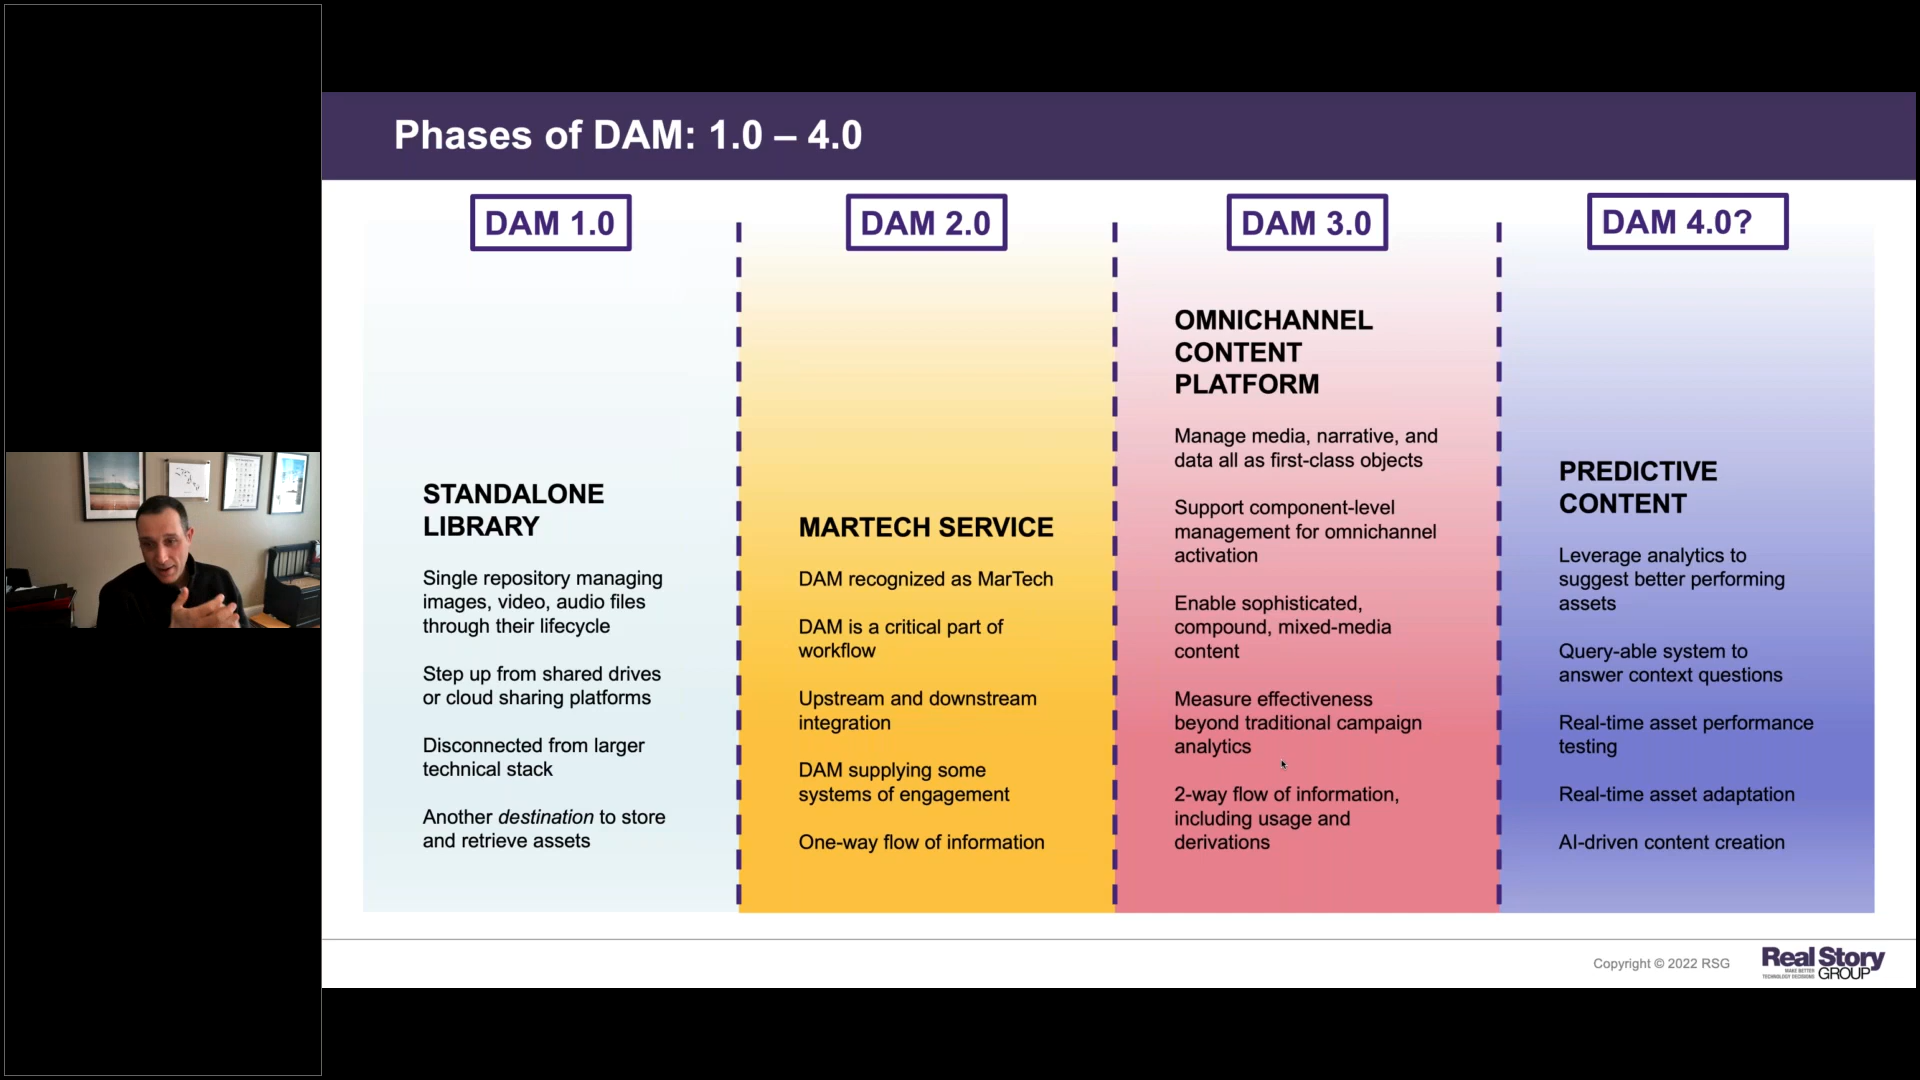 Phases of DAM: 1.0 – 4.0
DAM 1.0
STANDALONE
LIBRARY
Single repository managing
images, video, audio files
through their lifecycle
Step up from shared drives
or cloud sharing platforms
Disconnected from larger
technical stack
Another destination to store
and retrieve assets
DAM 2.0
MARTECH SERVICE
DAM recognized as MarTech
DAM is a critical part of
workflow
Upstream and downstream
integration
DAM supplying some
systems of engagement
One-way flow of information
DAM 3.0
OMNICHANNEL
CONTENT
PLATFORM
Manage media, narrative, and
data all as first-class objects
Support component-level
management for omnichannel
activation
Enable sophisticated,
compound, mixed-media
content
Measure effectiveness
beyond traditional campaign
analytics
2-way flow of information,
including usage and
derivations
DAM 4.0?
PREDICTIVE
CONTENT
Leverage analytics to
suggest better performing
assets
Query-able system to
answer context questions
Real-time asset performance
testing
Real-time asset adaptation
AI-driven content creation
Copyright © 2022 RSG
Real Story
MAKE BETTER
TECHNOLOGY DECISIONS
GROUP